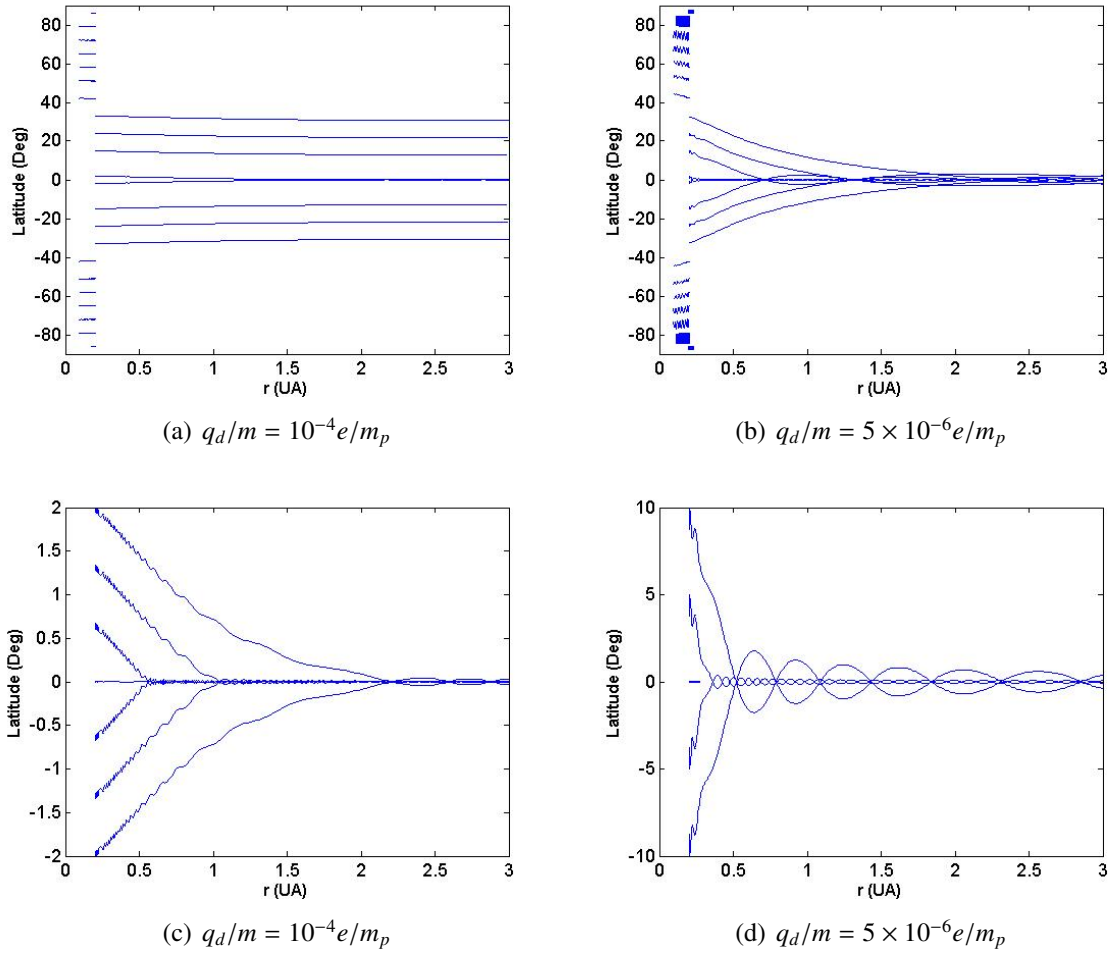 80
60
40
20
0
-20
-40
-60
-80
Latitude (Deg)
0 0.5 1 1.5 2 2.5 3
r (UA)
(a) q_d/m = 10^{-4}e/m_p
80
60
40
20
0
-20
-40
-60
-80
Latitude (Deg)
0 0.5 1 1.5 2 2.5 3
r (UA)
(b) q_d/m = 5 × 10^{-6}e/m_p
2
1.5
1
0.5
0
-0.5
-1
-1.5
-2
Latitude (Deg)
0 0.5 1 1.5 2 2.5 3
r (UA)
(c) q_d/m = 10^{-4}e/m_p
10
5
0
-5
-10
Latitude (Deg)
0 0.5 1 1.5 2 2.5 3
r (UA)
(d) q_d/m = 5 × 10^{-6}e/m_p